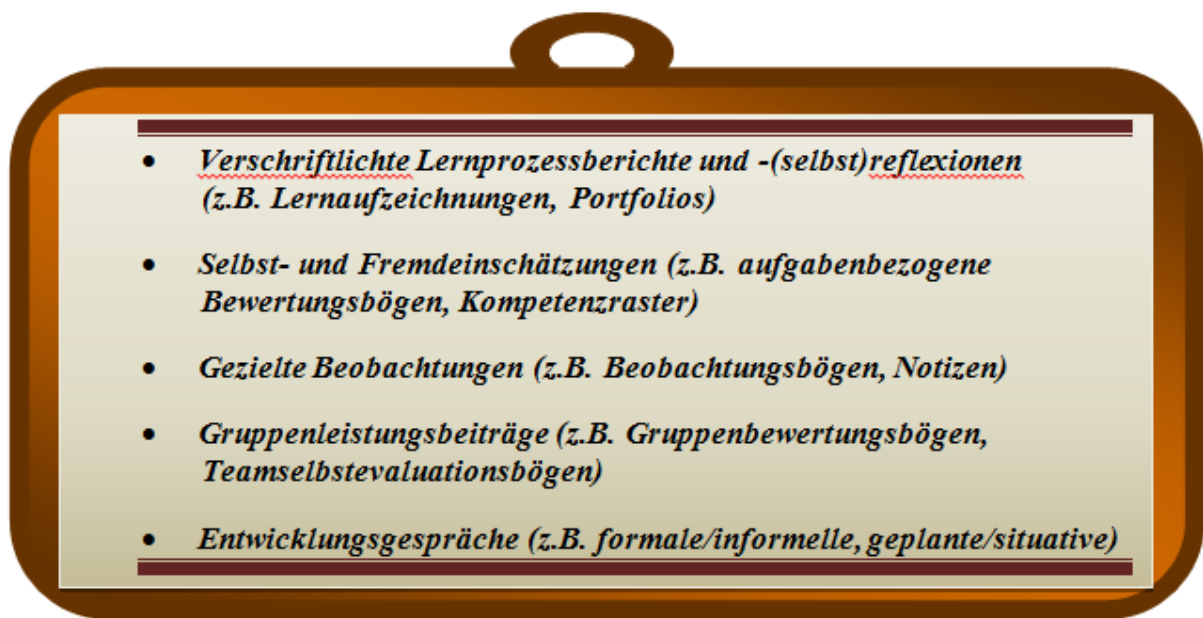 • Verschriftlichte Lernprozessberichte und -(selbst)reflexionen
(z.B. Lernaufzeichnungen, Portfolios)
• Selbst- und Fremdeinschätzungen (z.B. aufgabenbezogene
Bewertungsbögen, Kompetenzraster)
• Gezielte Beobachtungen (z.B. Beobachtungsbögen, Notizen)
• Gruppenleistungsbeiträge (z.B. Gruppenbewertungsbögen,
Teamselbstevaluationsbögen)
• Entwicklungsgespräche (z.B. formale/informelle, geplante/situative)